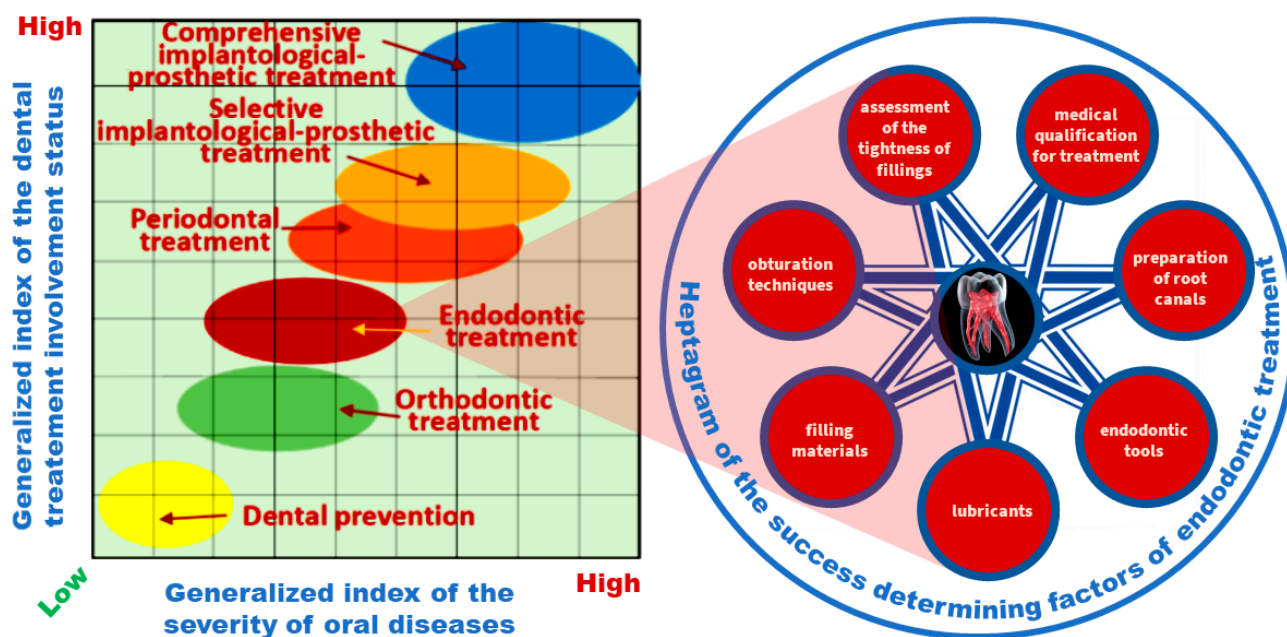 High
Generalized index of the dental
treatement involvement status
Comprehensive
implantological-
prosthetic treatment
Selective
implantological-prosthetic
treatment
Periodontal
treatment
Endodontic
treatment
Orthodontic
treatment
Dental prevention
Low
Generalized index of the
severity of oral diseases
High
assessment
of the
tightness of
fillings
medical
qualification
for treatment
obturation
techniques
preparation
of root
canals
filling
materials
endodontic
tools
lubricants
Heptagram of the success determining factors of endodontic treatment